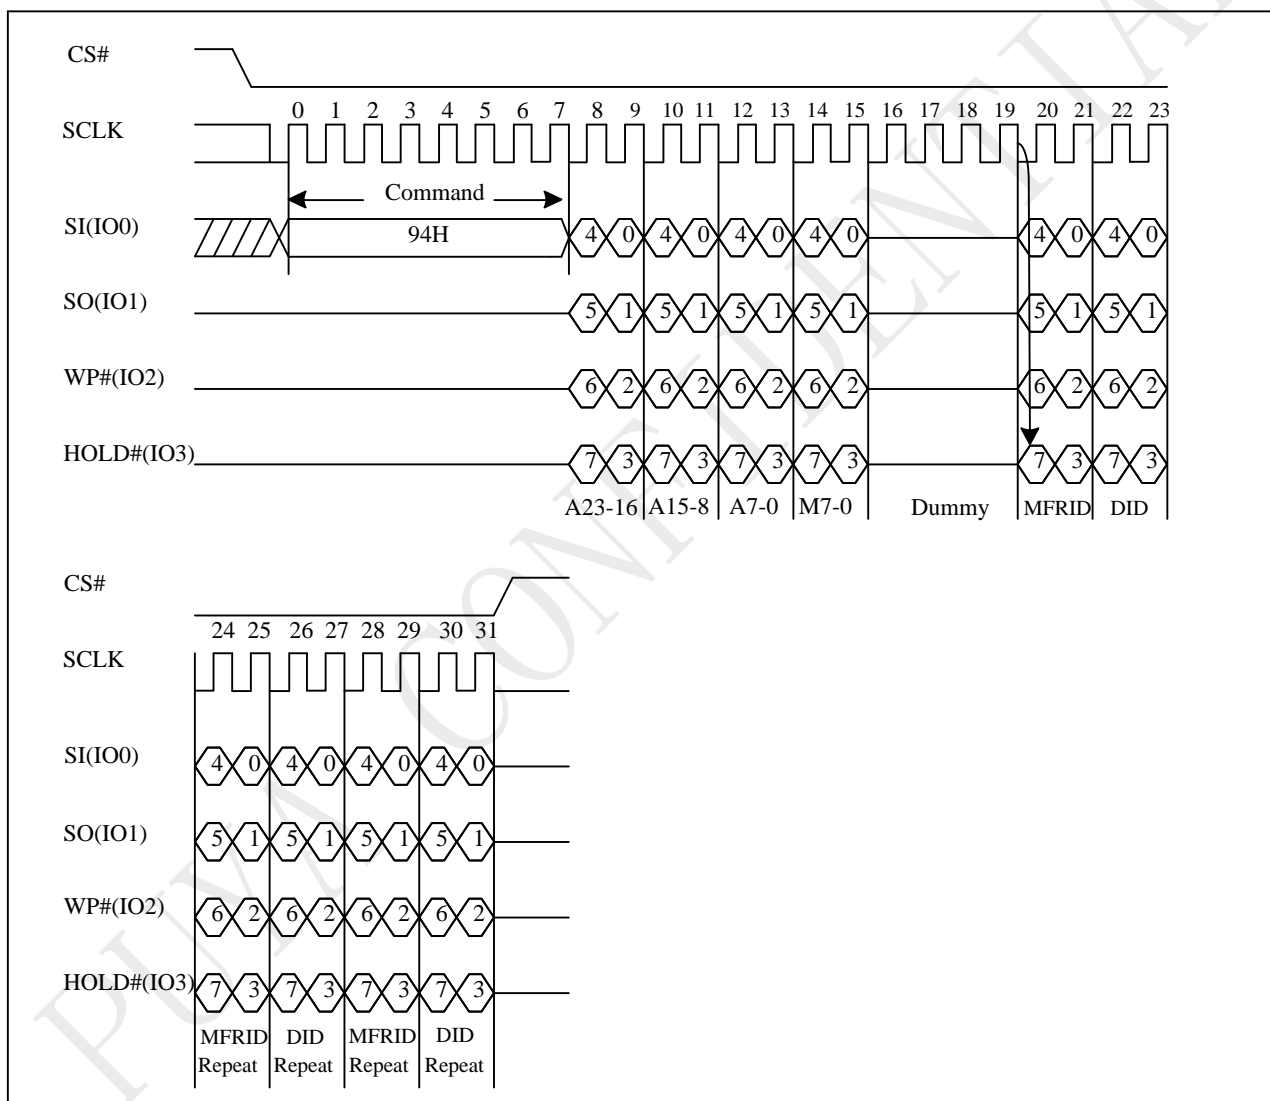 CS#
0 1 2 3 4 5 6 7 8 9 10 11 12 13 14 15 16 17 18 19 20 21 22 23
SCLK
Command
SI(IO0) 94H 4 0 4 0 4 0 4 0 4 0 4 0
SO(IO1) 5 1 5 1 5 1 5 1 5 1 5 1
WP#(IO2) 6 2 6 2 6 2 6 2 6 2 6 2
HOLD#(IO3) 7 3 7 3 7 3 7 3 7 3 7 3
A23-16 A15-8 A7-0 M7-0 Dummy MFRID DID
CS#
24 25 26 27 28 29 30 31
SCLK
SI(IO0) 4 0 4 0 4 0 4 0
SO(IO1) 5 1 5 1 5 1 5 1
WP#(IO2) 6 2 6 2 6 2 6 2
HOLD#(IO3) 7 3 7 3 7 3 7 3
MFRID DID MFRID DID
Repeat Repeat Repeat Repeat
PUYA CONFIDENTIAL